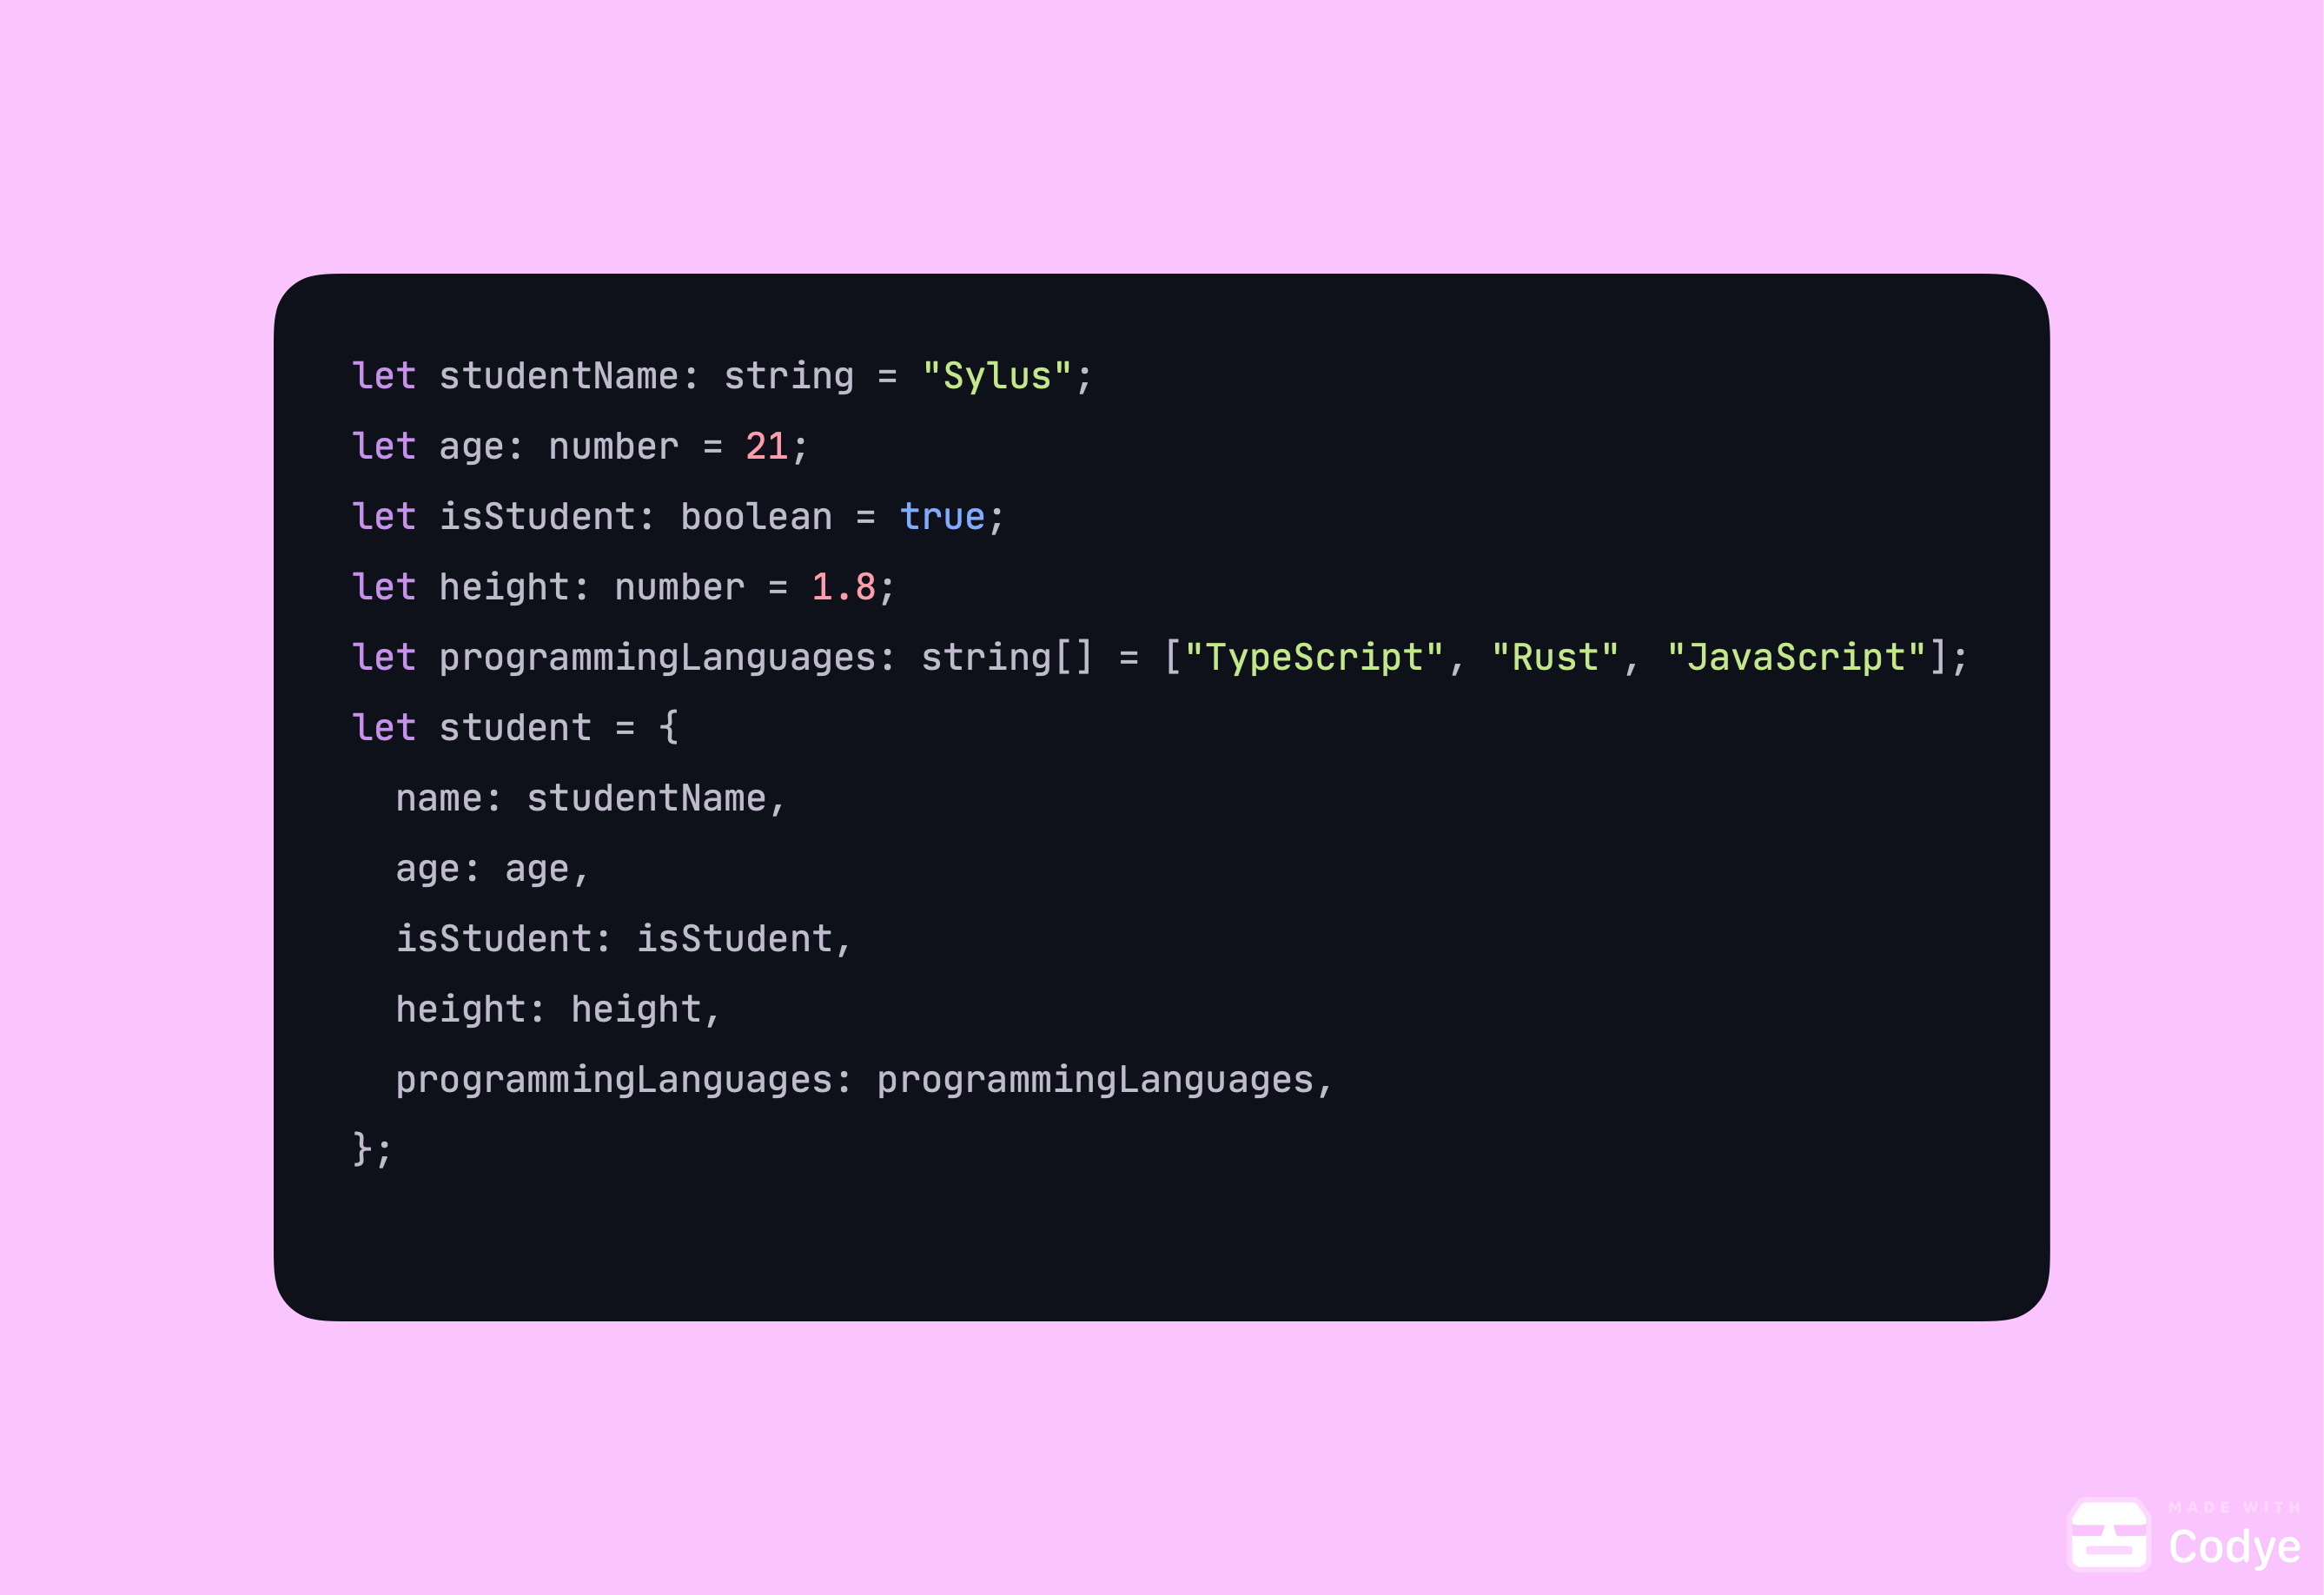 let studentName: string = "Sylus";
let age: number = 21;
let isStudent: boolean = true;
let height: number = 1.8;
let programmingLanguages: string[] = ["TypeScript", "Rust", "JavaScript"];
let student = {
  name: studentName,
  age: age,
  isStudent: isStudent,
  height: height,
  programmingLanguages: programmingLanguages,
};
MADE WITH
Codye